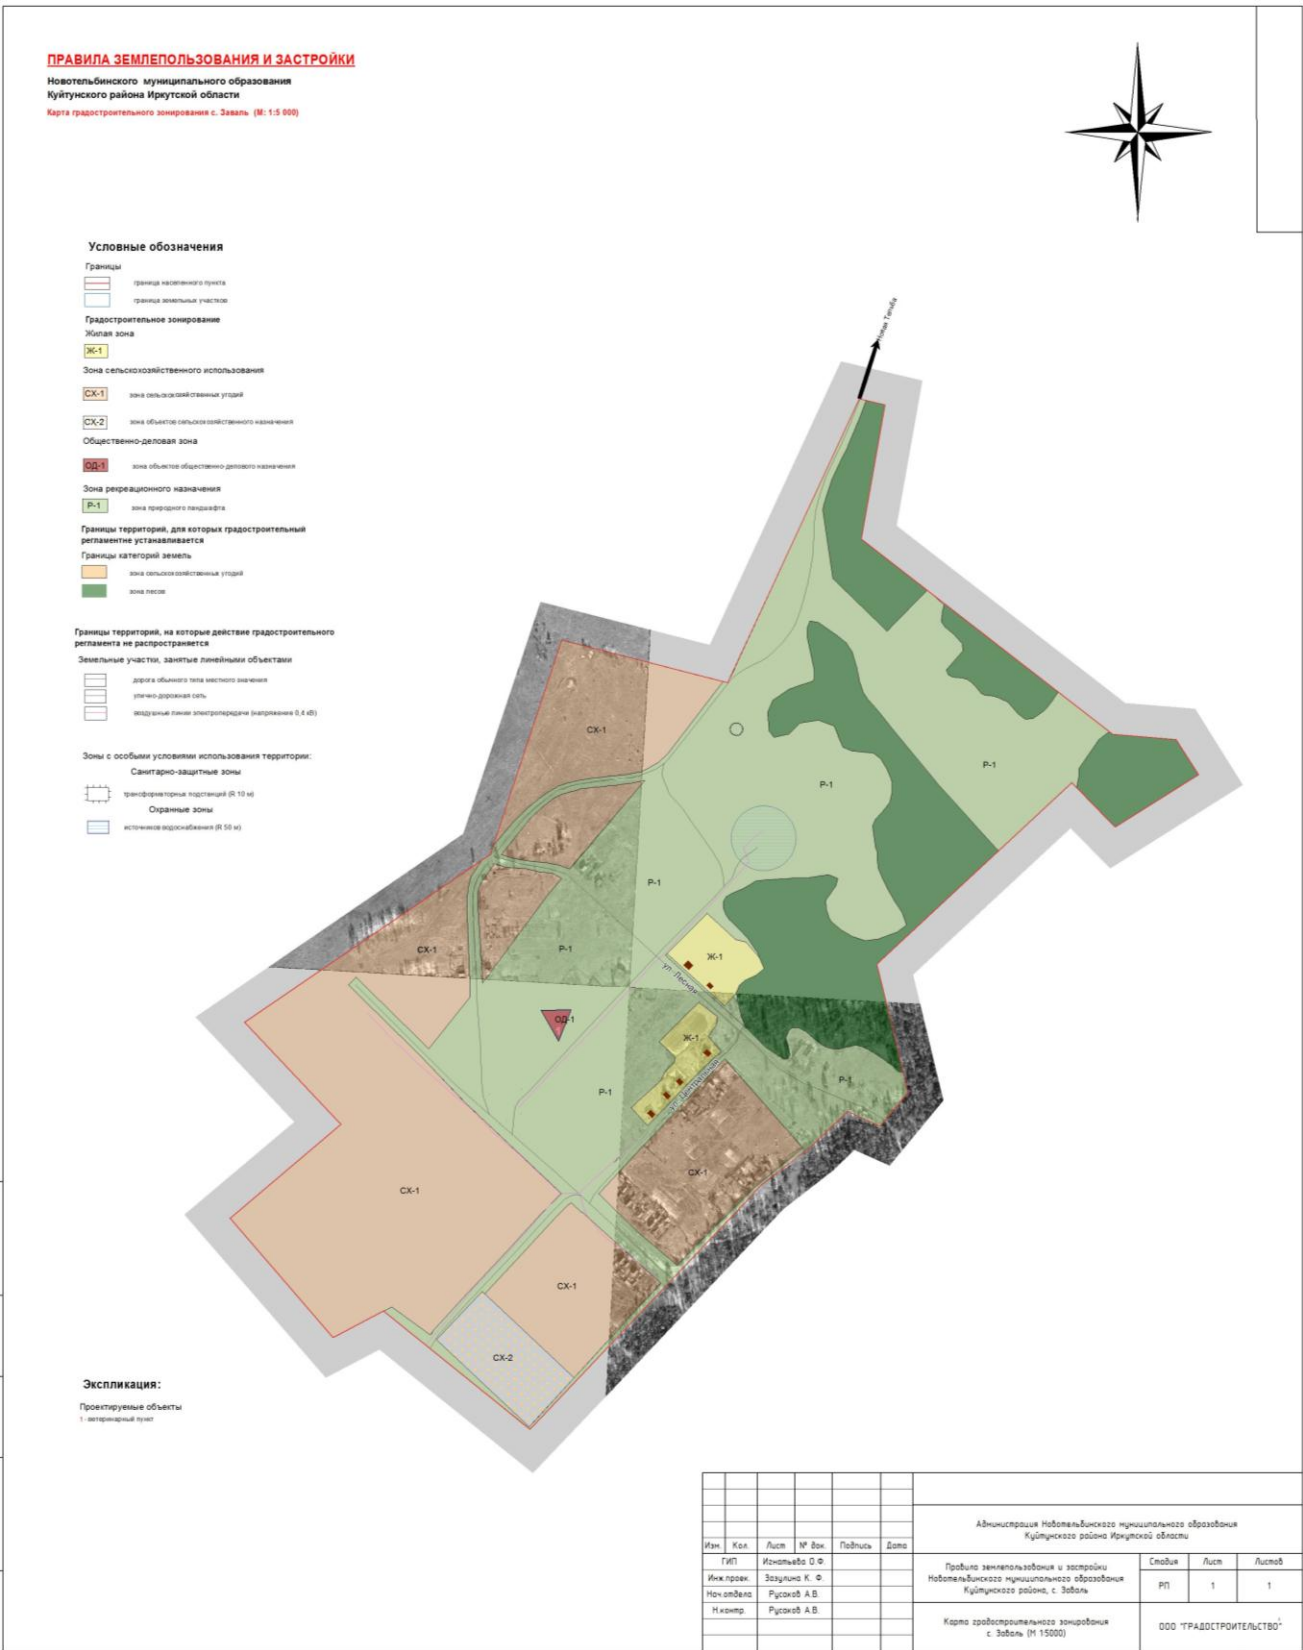 ПРАВИЛА ЗЕМЛЕПОЛЬЗОВАНИЯ И ЗАСТРОЙКИ
Новотельбинского муниципального образования
Куйтунского района Иркутской области
Карта градостроительного зонирования с. Заваль (М: 1:5 000)
Условные обозначения
Границы
граница населенного пункта
граница земельных участков
Градостроительное зонирование
Жилая зона
Ж-1
Зона сельскохозяйственного использования
СХ-1 зона сельскохозяйственных угодий
СХ-2 зона объектов сельскохозяйственного назначения
Общественно-деловая зона
ОД-1 зона объектов общественно-делового назначения
Зона рекреационного назначения
Р-1 зона природного ландшафта
Границы территорий, для которых градостроительный
регламентне устанавливается
Границы категорий земель
зона сельскохозяйственных угодий
зона лесов
Границы территорий, на которые действие градостроительного
регламента не распространяется
Земельные участки, занятые линейными объектами
дорога обычного типа местного значения
улично-дорожная сеть
воздушные линии электропередачи (напряжение 0,4 кВ)
Зоны с особыми условиями использования территории:
Санитарно-защитные зоны
трансформаторных подстанций (R 10 м)
Охранные зоны
источников водоснабжения (R 50 м)
Новая Тельба
СХ-1
Р-1
Р-1
Р-1
СХ-1
Р-1
Ж-1
ул. Лесная
ОД-1
Ж-1
Р-1
Р-1
ул. Центральная
СХ-1
СХ-1
СХ-1
СХ-2
Экспликация:
Проектируемые объекты
1 - ветеринарный пункт
Администрация Новотельбинского муниципального образования
Куйтунского района Иркутской области
Изм. Кол. Лист № док. Подпись Дата
ГИП Игнатьева О.Ф.
Инж.проек. Зазулина К. Ф.
Нач.отдела Русаков А.В.
Н.контр. Русаков А.В.
Правила землепользования и застройки
Новотельбинского муниципального образования
Куйтунского района, с. Заваль
Стадия Лист Листов
РП 1 1
Карта градостроительного зонирования
с. Заваль (М 1:5000)
ООО "ГРАДОСТРОИТЕЛЬСТВО"